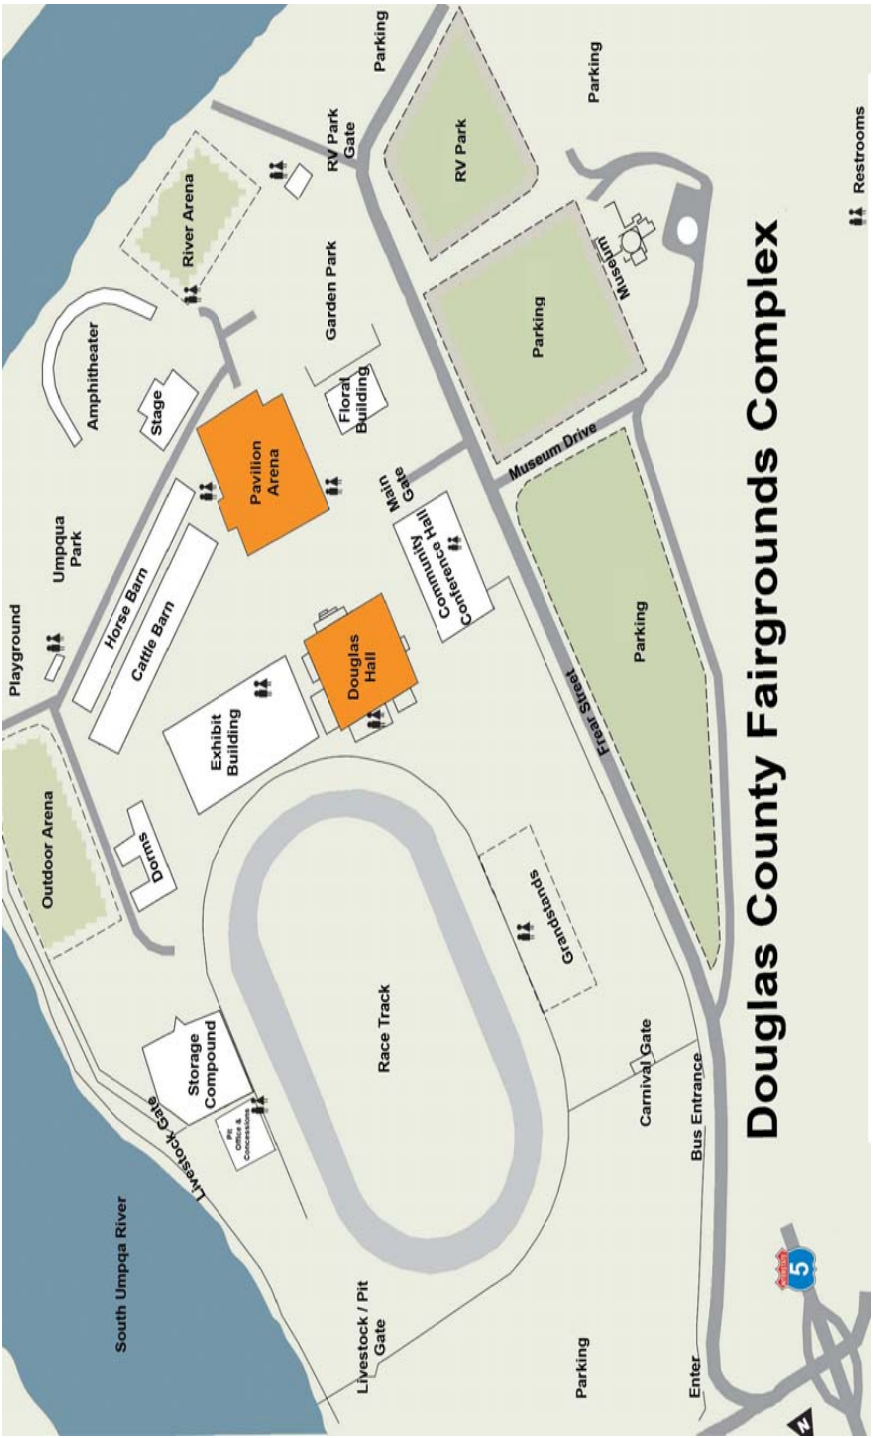 Playground
Outdoor Arena
Umpqua
Park
Amphitheater
South Umpqa River
Horse Barn
Cattle Barn
Stage
River Arena
Dorms
Livestock Gate
Storage
Compound
Pit
Office &
Concessions
Exhibit
Building
Pavilion
Arena
RV Park
Gate
Garden Park
Floral
Building
Douglas
Hall
Livestock / Pit
Gate
Race Track
Main
Gate
Parking
Community
Conference Hall
RV Park
Grandstands
Museum Drive
Parking
Museum
Parking
Frear Street
Parking
Parking
Carnival Gate
Enter
Bus Entrance
Douglas County Fairgrounds Complex
5
N
Restrooms